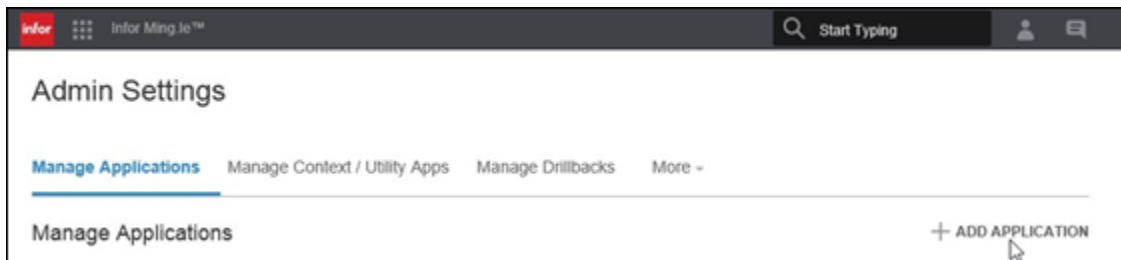 infor Infor Ming.le™ Start Typing
Admin Settings
Manage Applications Manage Context / Utility Apps Manage Drillbacks More
Manage Applications + ADD APPLICATION